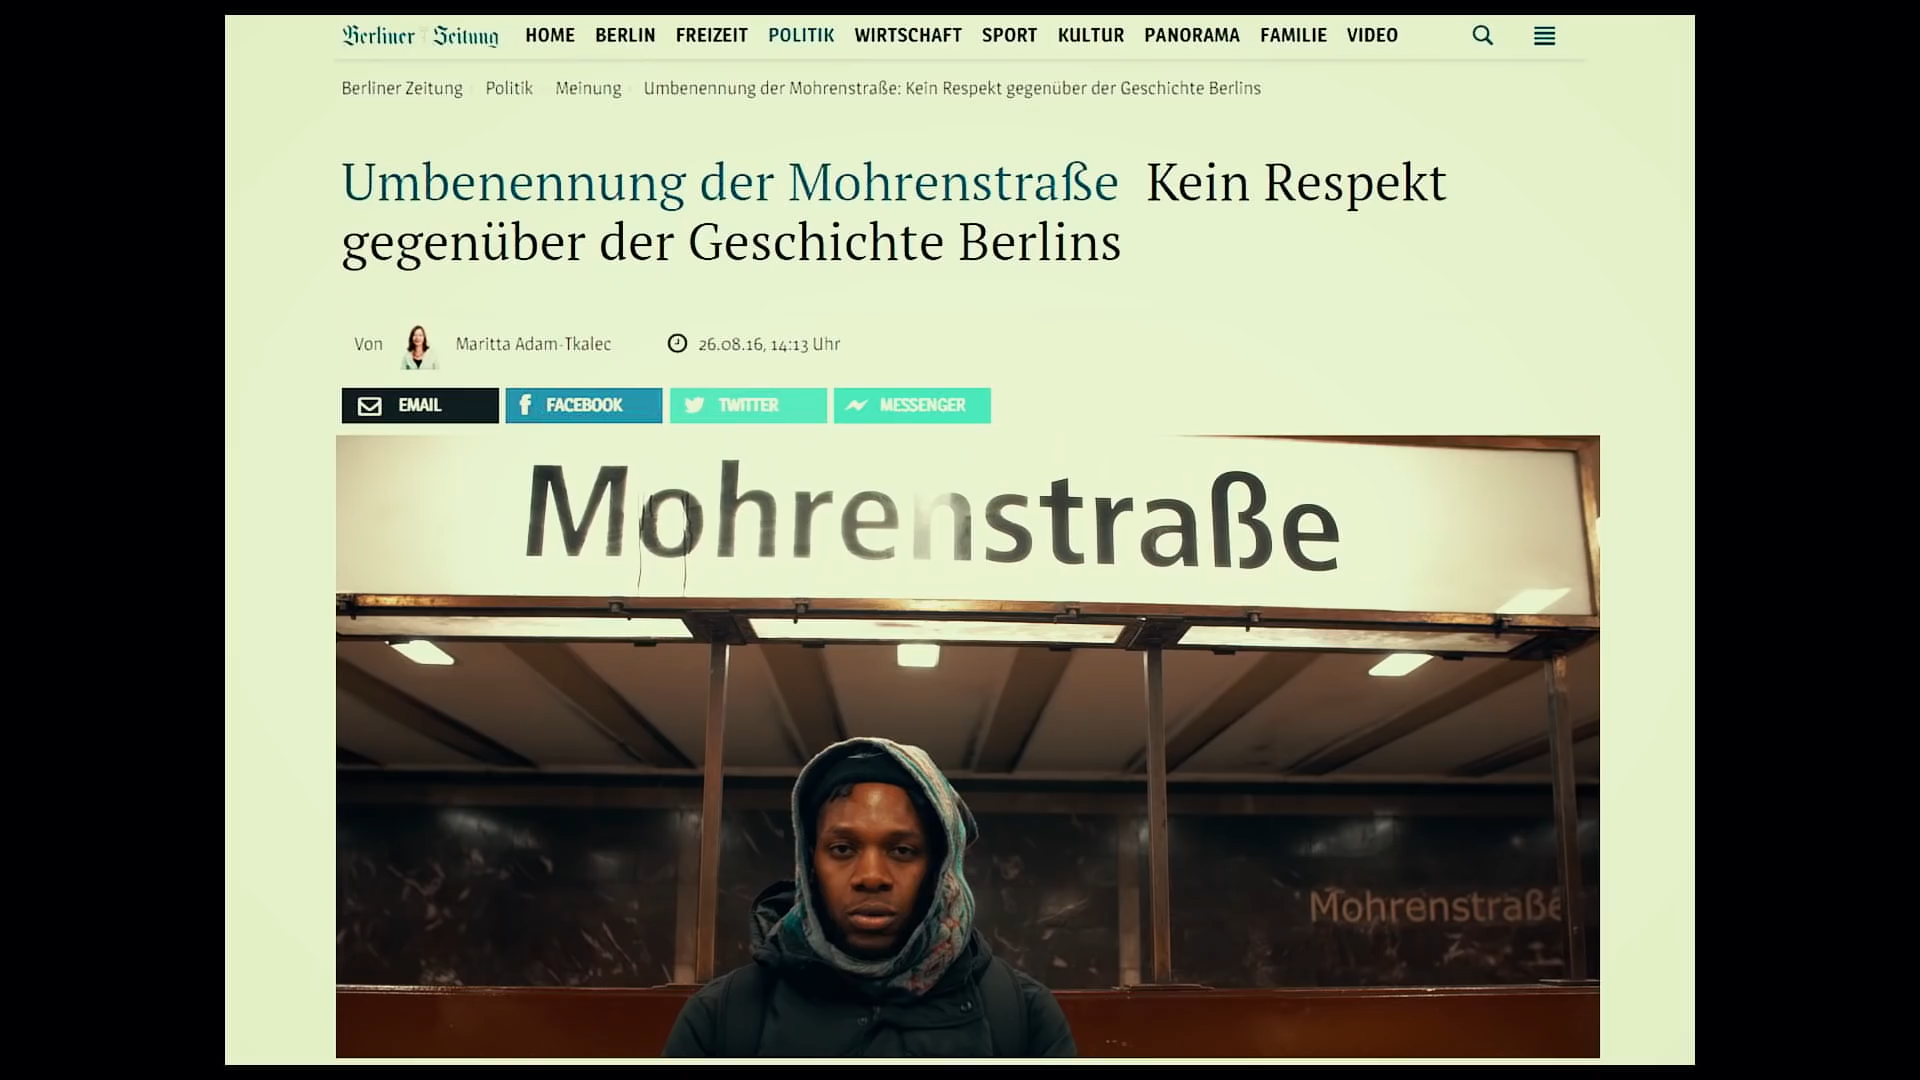 Berliner Zeitung HOME BERLIN FREIZEIT POLITIK WIRTSCHAFT SPORT KULTUR PANORAMA FAMILIE VIDEO
Berliner Zeitung Politik Meinung Umbenennung der Mohrenstraße: Kein Respekt gegenüber der Geschichte Berlins
Umbenennung der Mohrenstraße Kein Respekt
gegenüber der Geschichte Berlins
Von Maritta Adam-Tkalec 26.08.16, 14:13 Uhr
EMAIL FACEBOOK TWITTER MESSENGER
Mohrenstraße
Mohrenstraße